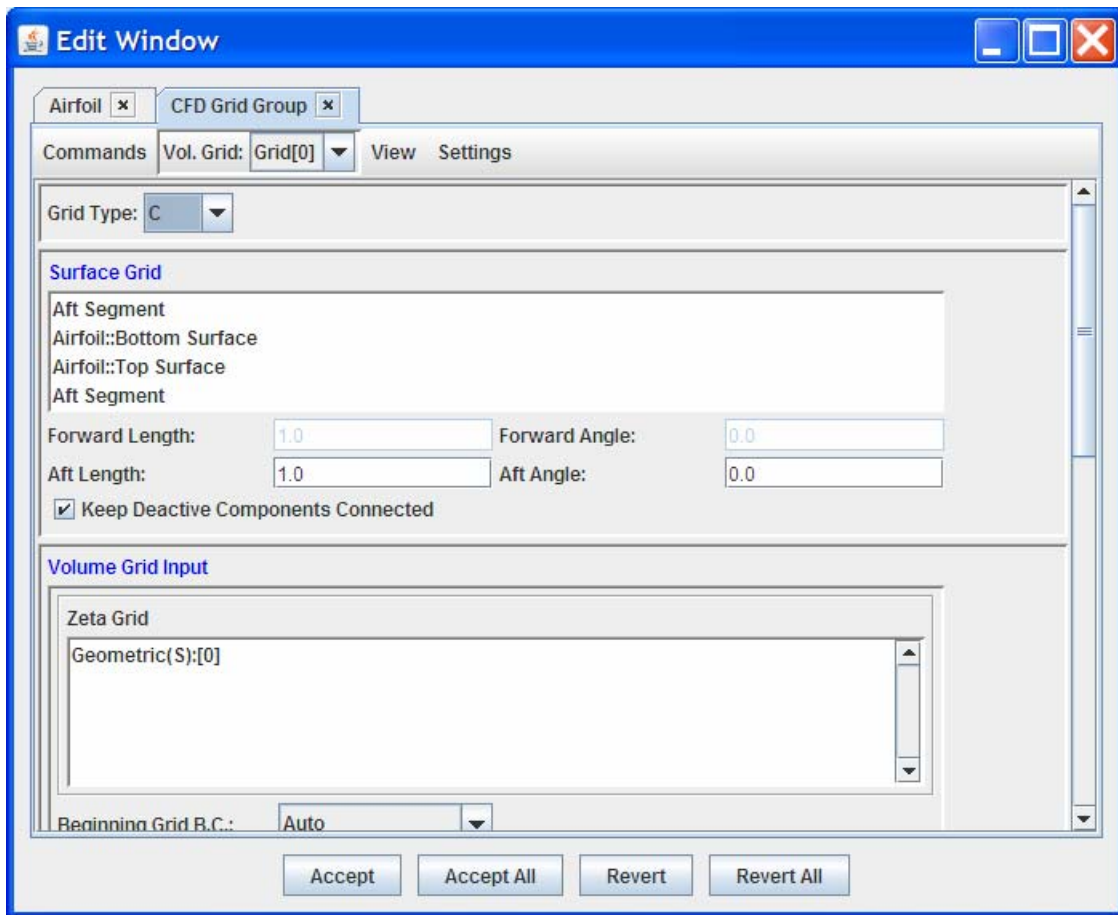 Edit Window
Airfoil CFD Grid Group
Commands Vol. Grid: Grid[0] View Settings
Grid Type: C
Surface Grid
Aft Segment
Airfoil::Bottom Surface
Airfoil::Top Surface
Aft Segment
Forward Length: 1.0 Forward Angle: 0.0
Aft Length: 1.0 Aft Angle: 0.0
Keep Deactive Components Connected
Volume Grid Input
Zeta Grid
Geometric(S):[0]
Beginning Grid B.C.: Auto
Accept Accept All Revert Revert All